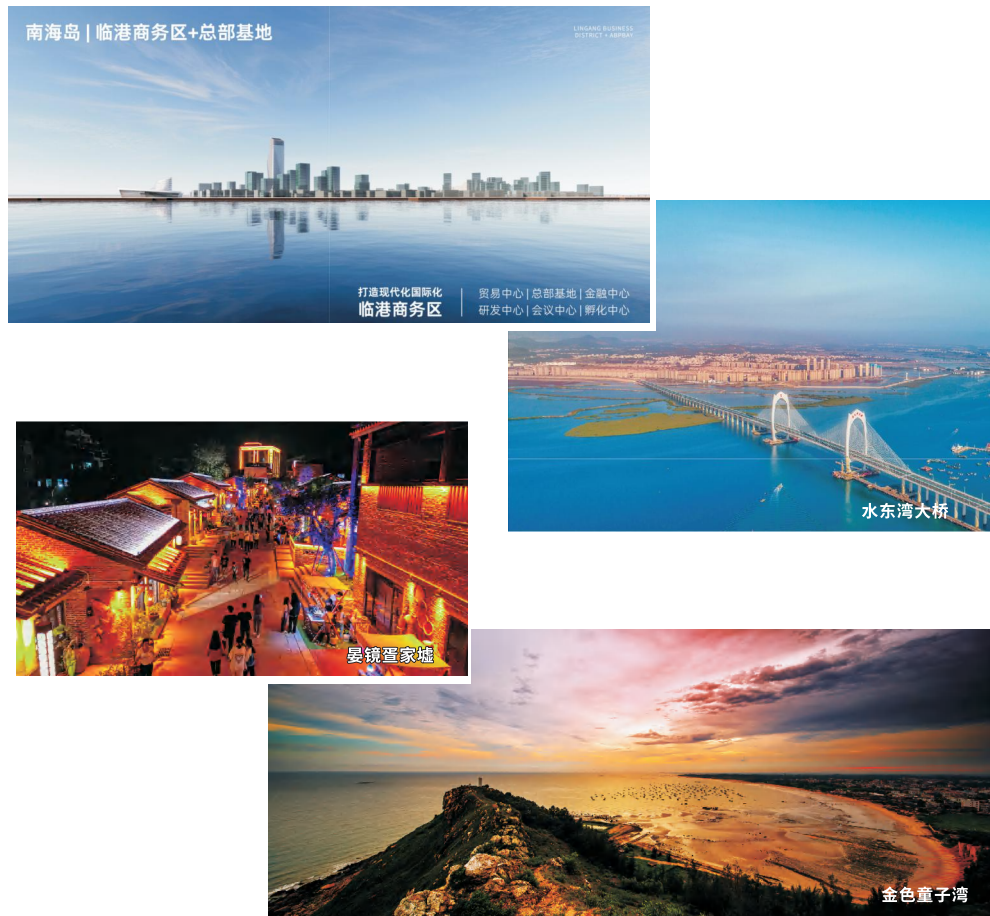 南海岛 | 临港商务区+总部基地
LINGANG BUSINESS
DISTRICT + ABPRAY
打造现代化国际化
临港商务区
贸易中心 | 总部基地 | 金融中心
研发中心 | 会议中心 | 孵化中心
水东湾大桥
晏镜疍家墟
金色童子湾